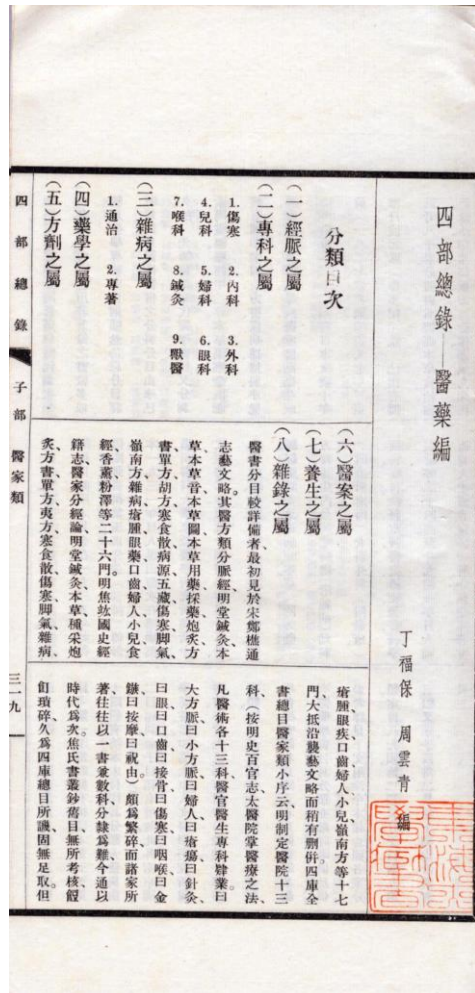 四部總錄——醫藥編
丁福保 周雲青 編
分類目次
(一)經脈之屬
(二)專科之屬
1. 傷寒 2. 內科 3. 外科
4. 兒科 5. 婦科 6. 眼科
7. 喉科 8. 鍼灸 9. 獸醫
(三)雜病之屬
1. 通治 2. 專著
(四)藥學之屬
(五)方劑之屬
(六)醫案之屬
(七)養生之屬
(八)雜錄之屬
醫書分目較詳備者最初見於宋鄭樵通
志藝文略。其醫方類分脈經明堂鍼灸本
草本草音本草圖本草用藥採藥炮炙方
書單方胡方寒食散病源五藏傷寒腳氣、
嶺南方雜病瘡腫眼藥口齒婦人小兒食
經香薰粉澤等二十六門。明焦竑國史經
籍志醫家分經論明堂鍼灸本草種采炮
炙方書單方夷方寒食散傷寒腳氣雜病、
瘡腫眼疾口齒婦人小兒嶺南方等十七
門大抵沿襲藝文略而稍有刪併。四庫全
書總目醫家類小序云明制定醫院十三
科(按明史百官志太醫院掌醫療之法、
凡醫術各十三科醫官醫生專科肄業。曰
大方脈曰小方脈曰婦人曰瘡瘍曰針灸、
曰眼曰口齒曰接骨曰傷寒曰咽喉曰金
鏃曰按摩曰祝由)頗爲繁碎而諸家所
著往往以一書兼數科分隸爲難今通以
時代爲次。焦氏書叢鈔舊目無所考核餖
飣瑣碎久爲四庫總目所譏固無足取。但
四部總錄 子部 醫家類 三一九